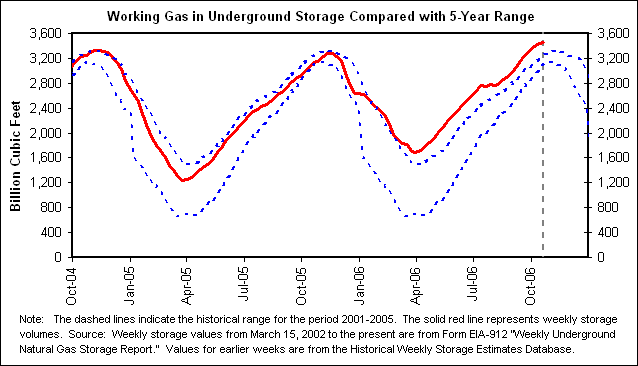 Working Gas in Underground Storage Compared with 5-Year Range
Billion Cubic Feet
3,600
3,200
2,800
2,400
2,000
1,600
1,200
800
400
0
3,600
3,200
2,800
2,400
2,000
1,600
1,200
800
400
0
Oct-04
Jan-05
Apr-05
Jul-05
Oct-05
Jan-06
Apr-06
Jul-06
Oct-06
Note: The dashed lines indicate the historical range for the period 2001-2005. The solid red line represents weekly storage
volumes. Source: Weekly storage values from March 15, 2002 to the present are from Form EIA-912 "Weekly Underground
Natural Gas Storage Report." Values for earlier weeks are from the Historical Weekly Storage Estimates Database.